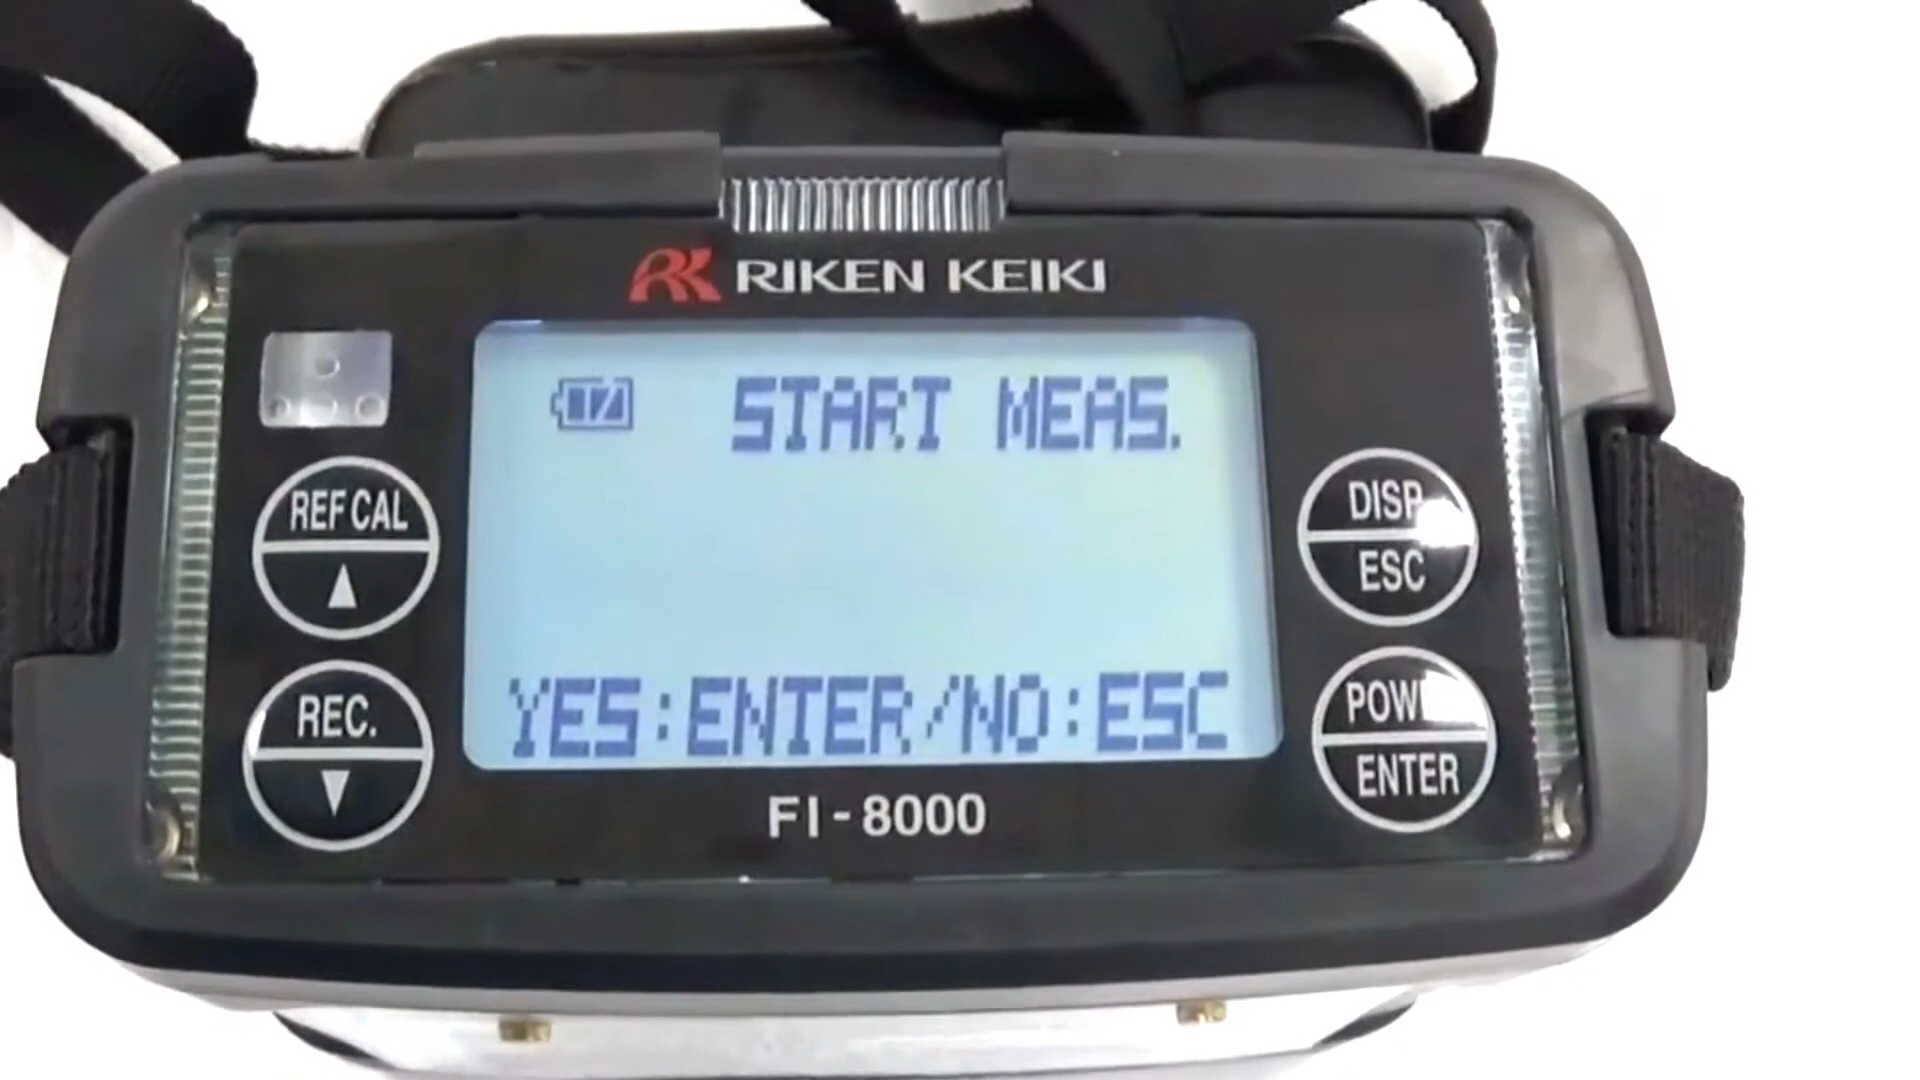 RK RIKEN KEIKI
START MEAS.
REF CAL
▲
DISP
ESC
REC.
▼
YES:ENTER/NO:ESC
ENTER
FI-8000